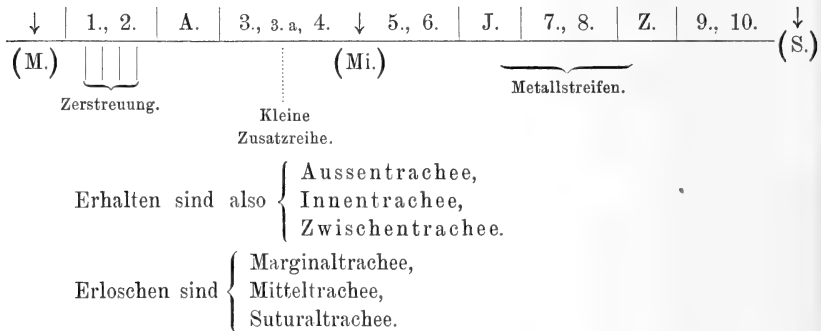 ↓ | 1., 2. | A. | 3., 3.a, 4. ↓ 5., 6. | J. | 7., 8. | Z. | 9., 10. ↓
(M.) (Mi.) (S.)
Zerstreuung.
Metallstreifen.
Kleine
Zusatzreihe.
Erhalten sind also { Aussentrachee,
Innentrachee,
Zwischentrachee.
Erloschen sind { Marginaltrachee,
Mitteltrachee,
Suturaltrachee.